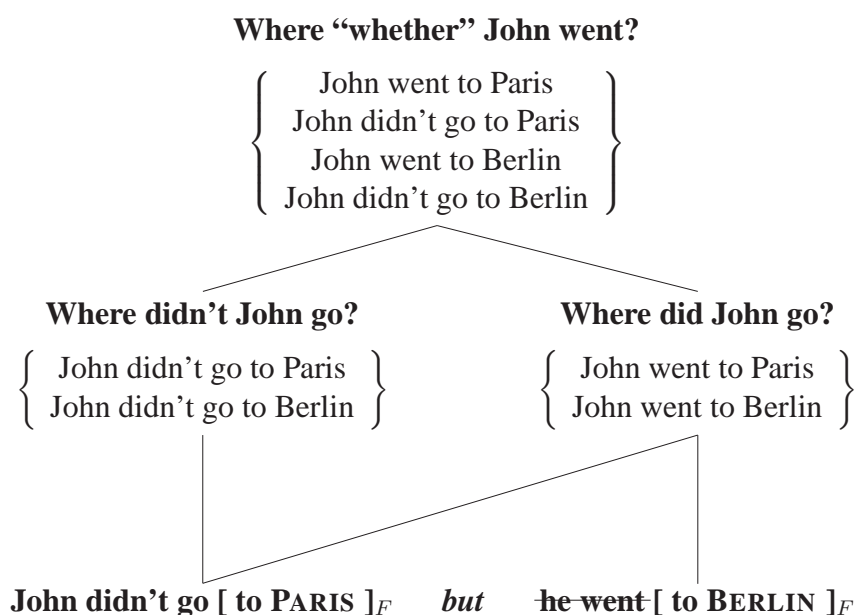 Where “whether” John went?
John went to Paris
John didn’t go to Paris
John went to Berlin
John didn’t go to Berlin
Where didn’t John go? Where did John go?
John didn’t go to Paris John went to Paris
John didn’t go to Berlin John went to Berlin
John didn’t go [ to PARIS ]F but he went [ to BERLIN ]F